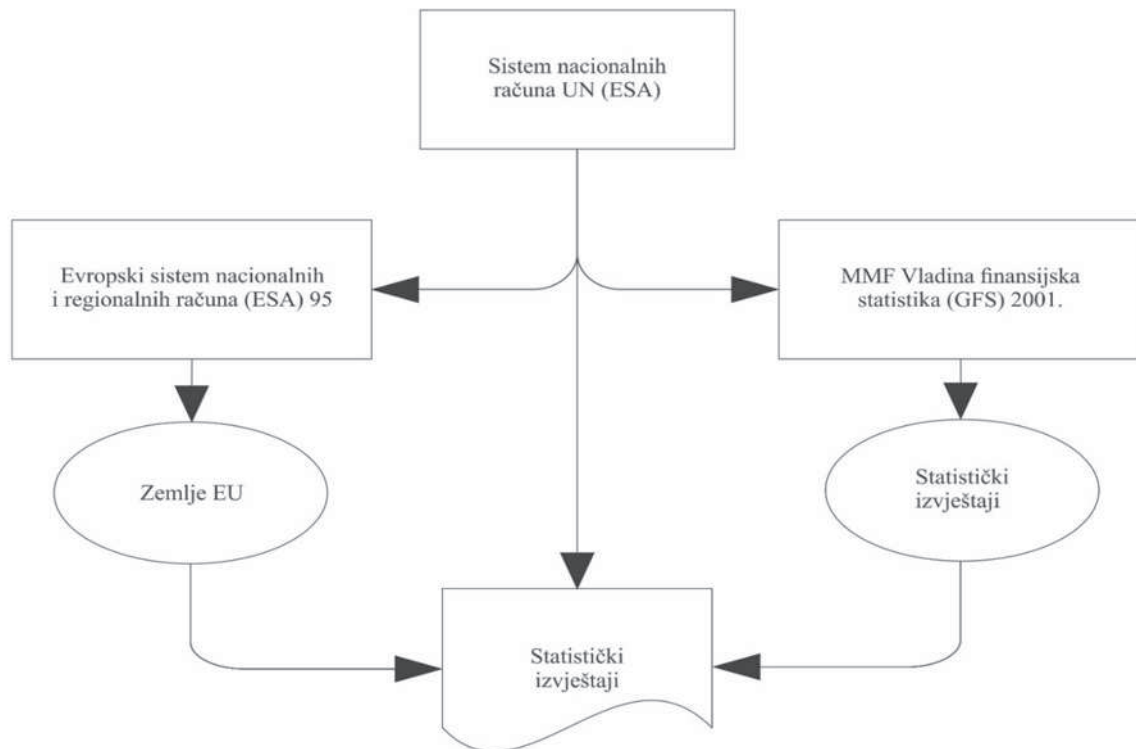 Sistem nacionalnih
računa UN (ESA)
Evropski sistem nacionalnih
i regionalnih računa (ESA) 95
MMF Vladina finansijska
statistika (GFS) 2001.
Zemlje EU
Statistički
izvještaji
Statistički
izvještaji